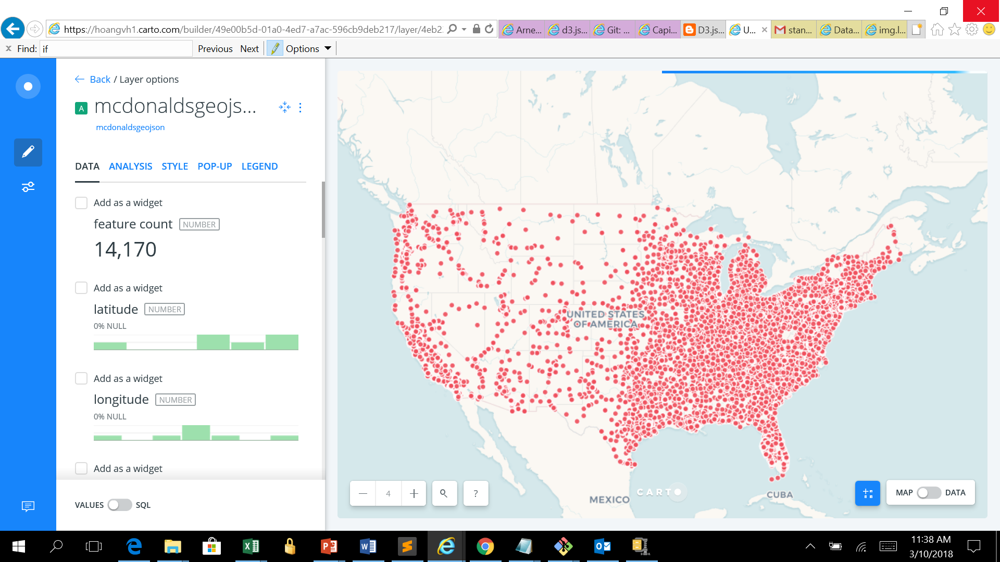 https://hoangvh1.carto.com/builder/49e00b5d-01a0-4ed7-a7ac-596cb9deb217/layer/4eb2
Arne...
d3.js...
Git: ...
Capi...
D3.js...
U...
stan...
Data...
img.l...
x Find: if Previous Next Options
← Back / Layer options
A mcdonaldsgeojs...
mcdonaldsgeojson
DATA ANALYSIS STYLE POP-UP LEGEND
Add as a widget
feature count NUMBER
14,170
Add as a widget
latitude NUMBER
0% NULL
Add as a widget
longitude NUMBER
0% NULL
Add as a widget
VALUES SQL
UNITED STATES
OF AMERICA
MEXICO
CARTO
CUBA
— 4 + ?
MAP DATA
11:38 AM
3/10/2018